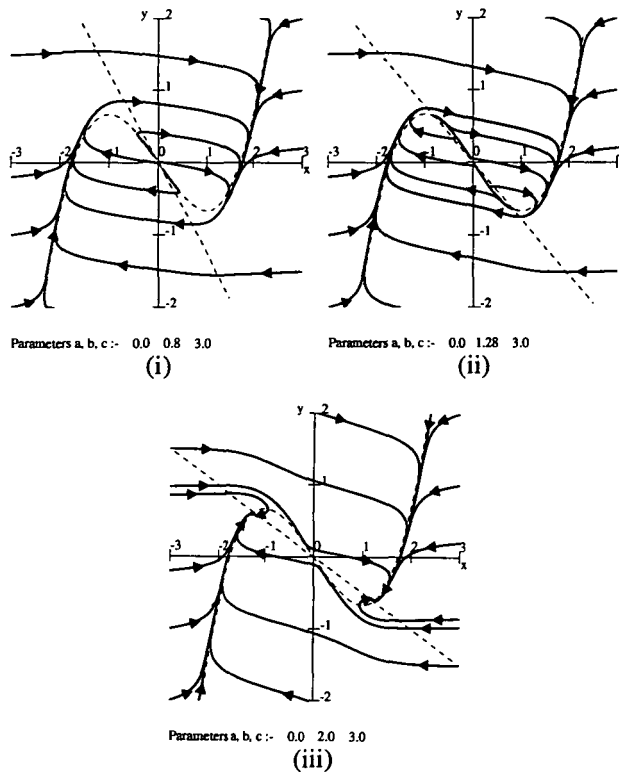 y 2
1
-3 -2 -1 0 1 2 3
x
-1
-2
Parameters a, b, c :- 0.0 0.8 3.0
(i)
y 2
1
-3 -2 -1 0 1 2 3
x
-1
-2
Parameters a, b, c :- 0.0 1.28 3.0
(ii)
y 2
1
-3 -2 -1 0 1 2 3
x
-1
-2
Parameters a, b, c :- 0.0 2.0 3.0
(iii)